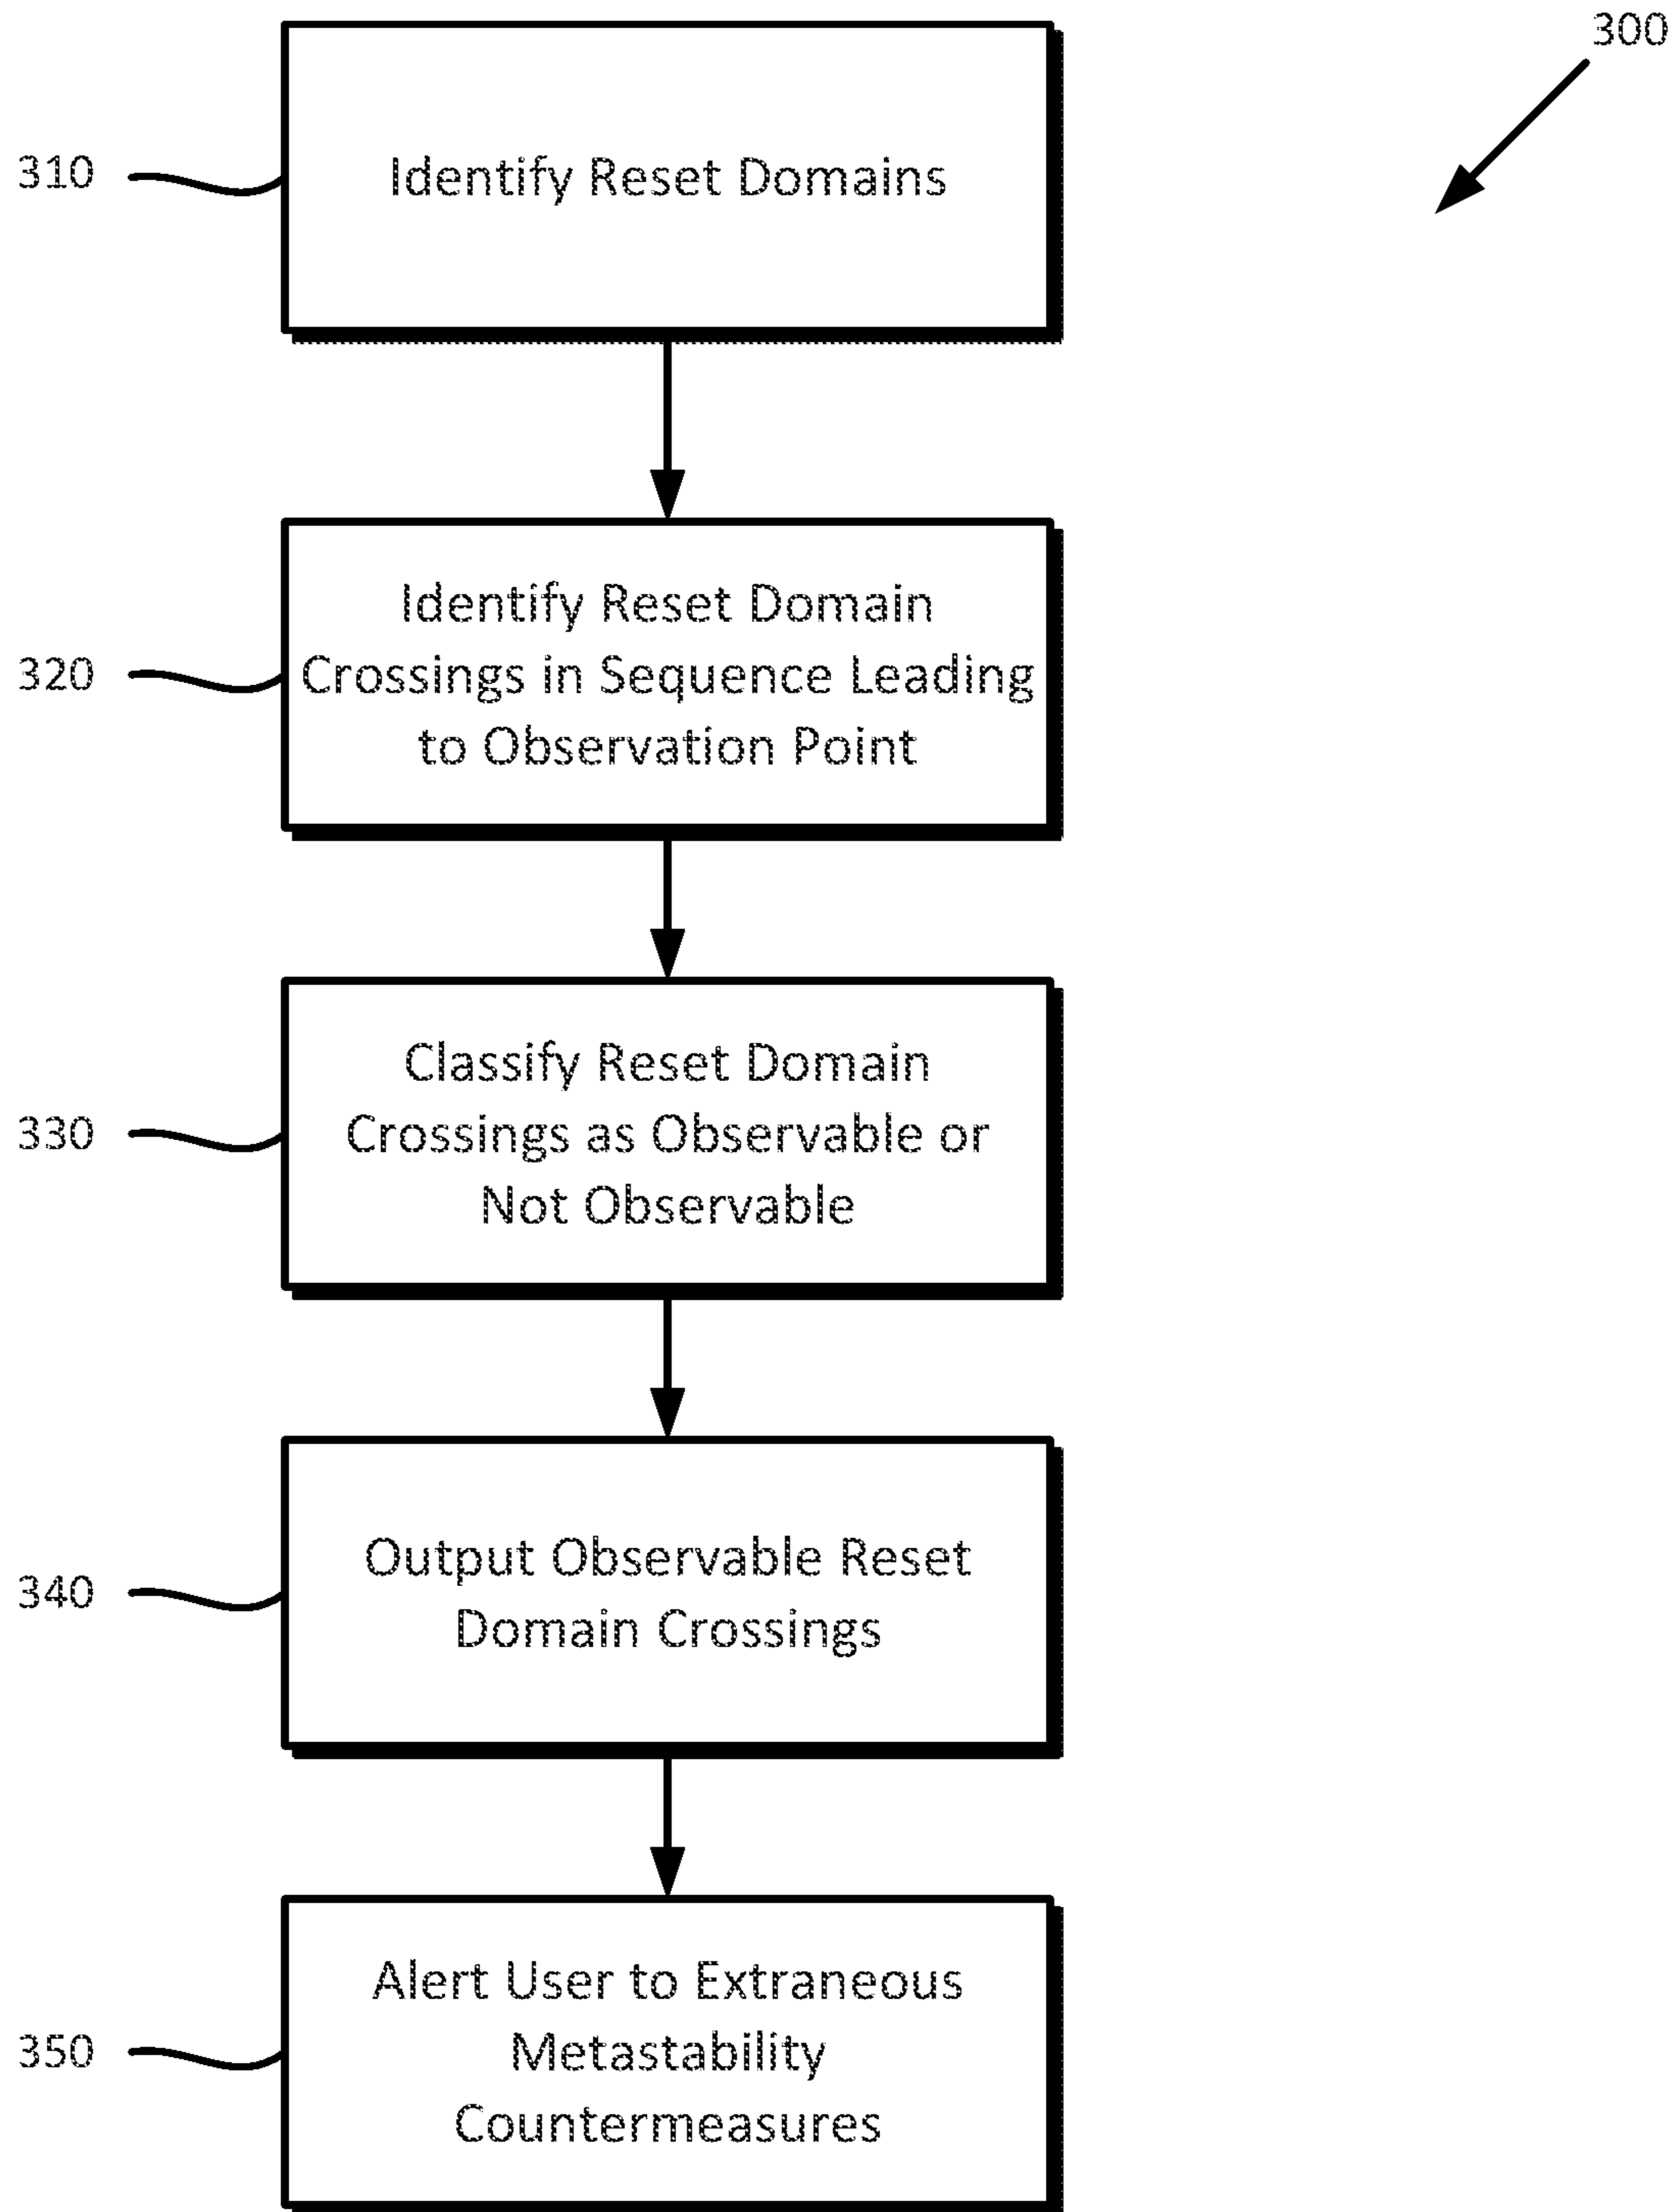 300
310
Identify Reset Domains
Identify Reset Domain
320
Crossings in Sequence Leading
to Observation Point
Classify Reset Domain
330
Crossings as Observable or
Not Observable
Output Observable Reset
340
Domain Crossings
Alert User to Extraneous
350
Metastability
Countermeasures